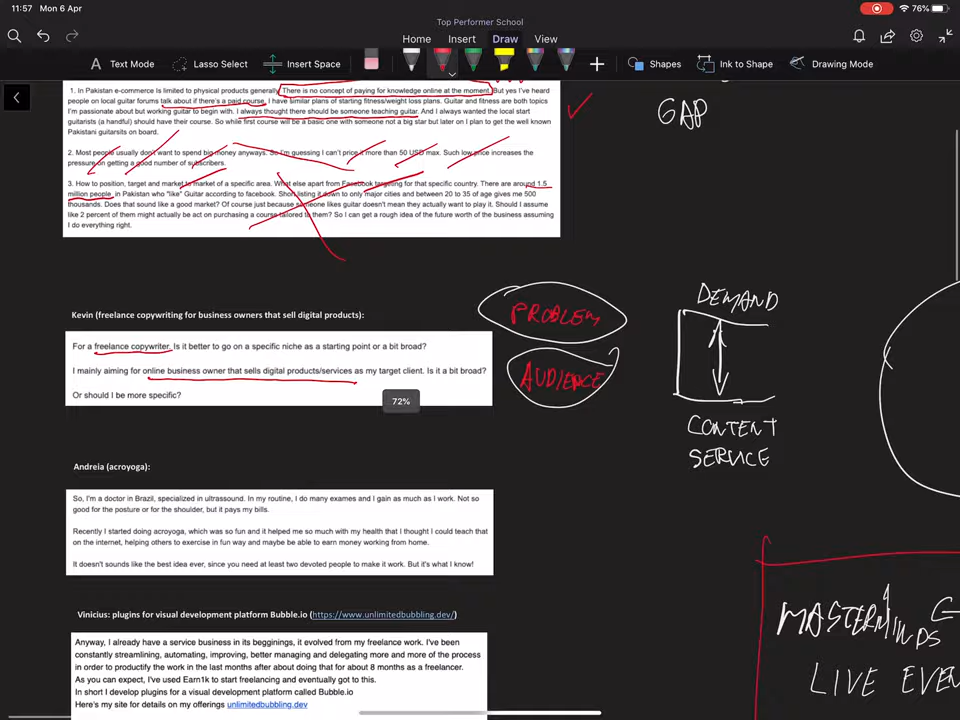 11:57 Mon 6 Apr
76%
Top Performer School
Home Insert Draw View
Text Mode Lasso Select Insert Space Shapes Ink to Shape Drawing Mode
1. In Pakistan e-commerce Is limited to physical products generally. There is no concept of paying for knowledge online at the moment. But yes I've heard
people on local guitar forums talk about if there's a paid course. I have similar plans of starting fitness/weight loss plans. Guitar and fitness are both topics
I'm passionate about but working guitar to begin with. I always thought there should be someone teaching guitar. And I always wanted the local start
guitarists (a handful) should have their course. So while first course will be a basic one with someone not a big star but later on I plan to get the well known
Pakistani guitarsits on board.
2. Most people usually don't want to spend big money anyways. So I'm guessing I can't price it more than 50 USD max. Such low price increases the
pressure on getting a good number of subscribers.
3. How to position, target and market to market of a specific area. What else apart from Facebook targeting for that specific country. There are around 1.5
million people in Pakistan who "like" Guitar according to facebook. Short listing it down to only major cities and between 20 to 35 of age gives me 500
thousands. Does that sound like a good market? Of course just because someone likes guitar doesn't mean they actually want to play it. Should I assume
like 2 percent of them might actually be act on purchasing a course tailored to them? So I can get a rough idea of the future worth of the business assuming
I do everything right.
GAP
Kevin (freelance copywriting for business owners that sell digital products):
For a freelance copywriter. Is it better to go on a specific niche as a starting point or a bit broad?
I mainly aiming for online business owner that sells digital products/services as my target client. Is it a bit broad?
Or should I be more specific?
72%
PROBLEM
AUDIENCE
DEMAND
CONTENT
SERVICE
Andreia (acroyoga):
So, I'm a doctor in Brazil, specialized in ultrassound. In my routine, I do many exames and I gain as much as I work. Not so
good for the posture or for the shoulder, but it pays my bills.
Recently I started doing acroyoga, which was so fun and it helped me so much with my health that I thought I could teach that
on the internet, helping others to exercise in fun way and maybe be able to earn money working from home.
It doesn't sounds like the best idea ever, since you need at least two devoted people to make it work. But it's what I know!
Vinicius: plugins for visual development platform Bubble.io (https://www.unlimitedbubbling.dev/)
Anyway, I already have a service business in its begginings, it evolved from my freelance work. I've been
constantly streamlining, automating, improving, better managing and delegating more and more of the process
in order to productify the work in the last months after about doing that for about 8 months as a freelancer.
As you can expect, I've used Earn1k to start freelancing and eventually got to this.
In short I develop plugins for a visual development platform called Bubble.io
Here's my site for details on my offerings unlimitedbubbling.dev
MASTERMINDS
LIVE EVEN